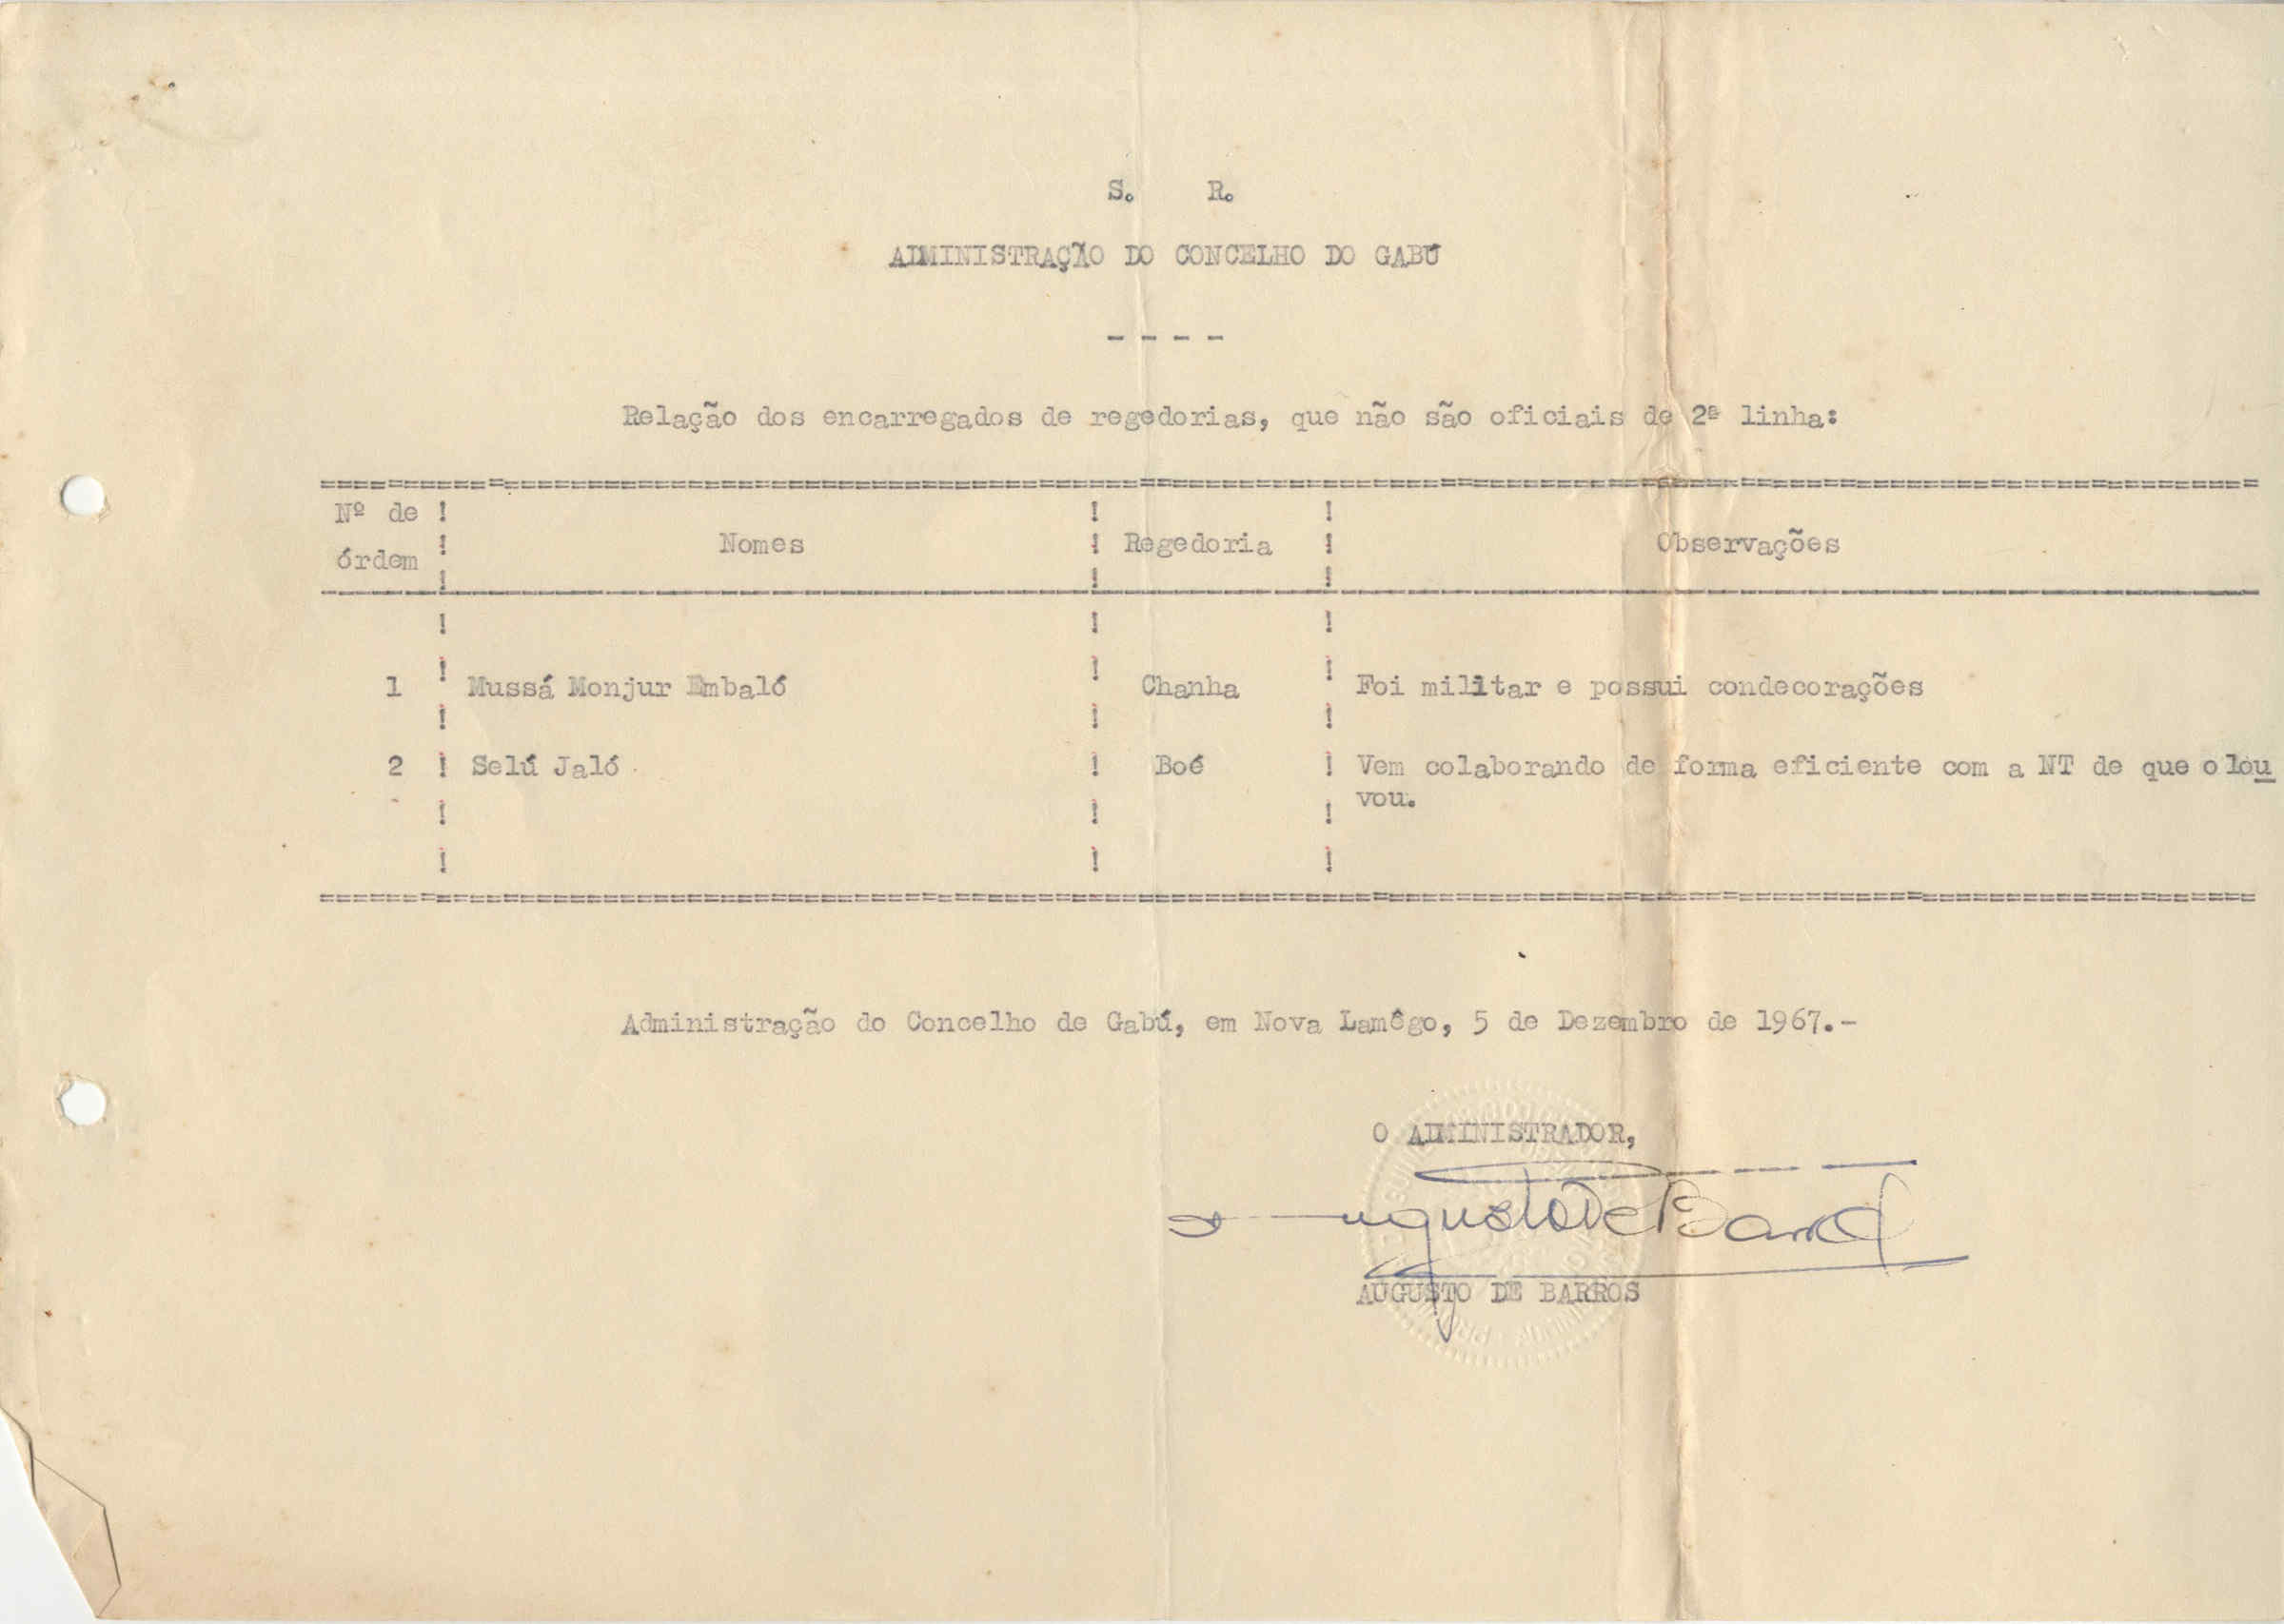 S. R.
ADMINISTRAÇÃO DO CONCELHO DO GABÚ
- - - -
Relação dos encarregados de regedorias, que não são oficiais de 2ª linha:
Nº de órdem ! Nomes ! Regedoria ! Observações
1 ! Mussá Monjur Embaló ! Chanha ! Foi militar e possui condecorações
2 ! Selú Jaló ! Boé ! Vem colaborando de forma eficiente com a NT de que o lou
vou.
Administração do Concelho de Gabú, em Nova Lamêgo, 5 de Dezembro de 1967.-
O ADMINISTRADOR,
Augusto de Barros
AUGUSTO DE BARROS